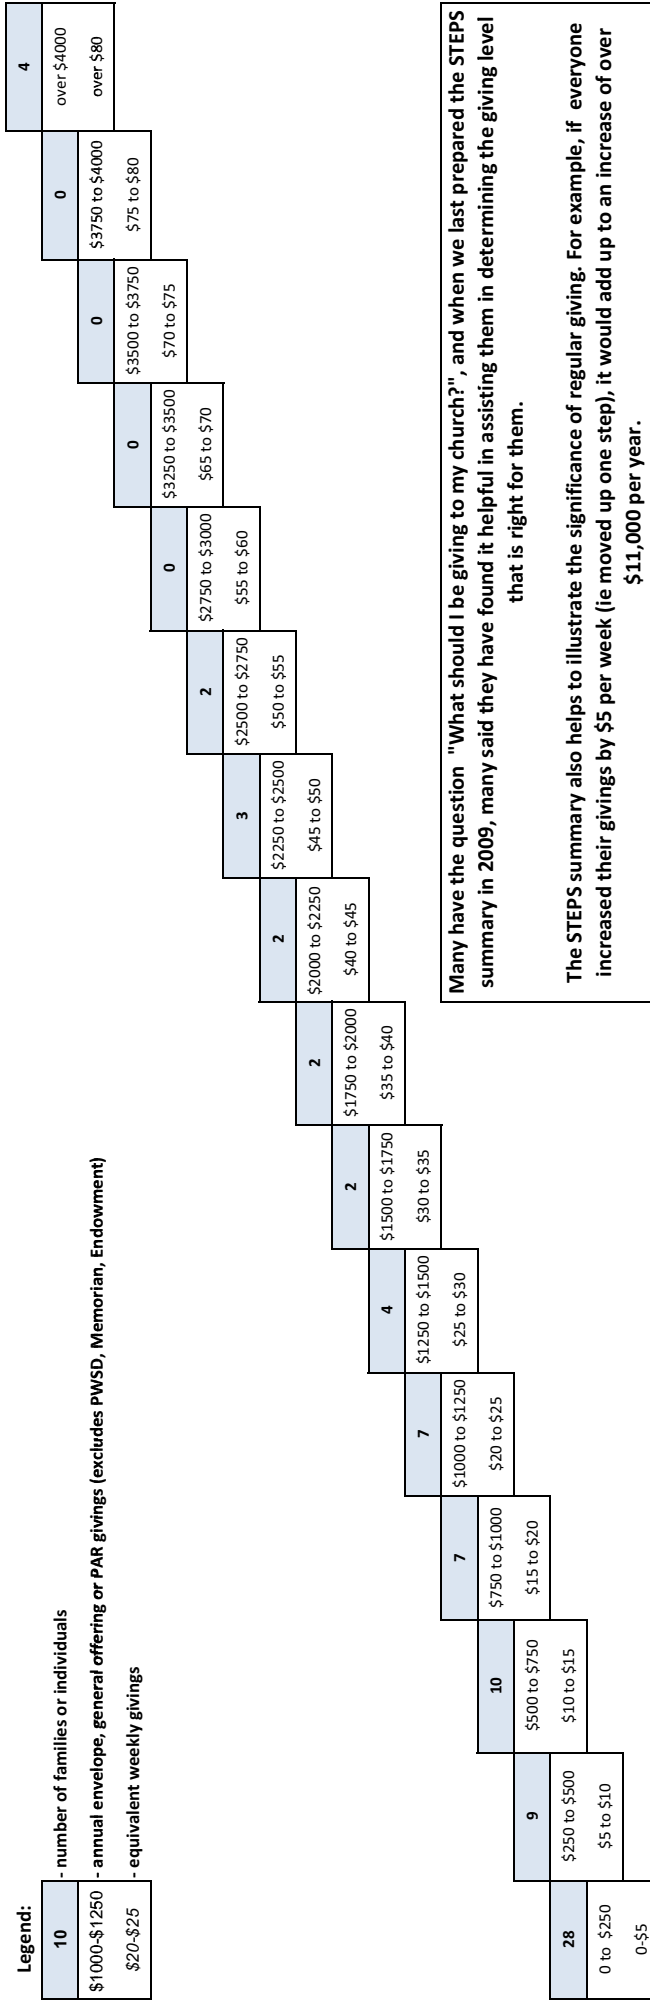 Legend:
10
- number of families or individuals
$1000-$1250
- annual envelope, general offering or PAR givings (excludes PWSD, Memorian, Endowment)
$20-$25
- equivalent weekly givings
4
over $4000
over $80
0
$3750 to $4000
$75 to $80
0
$3500 to $3750
$70 to $75
0
$3250 to $3500
$65 to $70
0
$2750 to $3000
$55 to $60
2
$2500 to $2750
$50 to $55
3
$2250 to $2500
$45 to $50
2
$2000 to $2250
$40 to $45
2
$1750 to $2000
$35 to $40
2
$1500 to $1750
$30 to $35
4
$1250 to $1500
$25 to $30
7
$1000 to $1250
$20 to $25
7
$750 to $1000
$15 to $20
10
$500 to $750
$10 to $15
9
$250 to $500
$5 to $10
28
0 to $250
0-$5
Many have the question "What should I be giving to my church?", and when we last prepared the STEPS
summary in 2009, many said they have found it helpful in assisting them in determining the giving level
that is right for them.
The STEPS summary also helps to illustrate the significance of regular giving. For example, if everyone
increased their givings by $5 per week (ie moved up one step), it would add up to an increase of over
$11,000 per year.